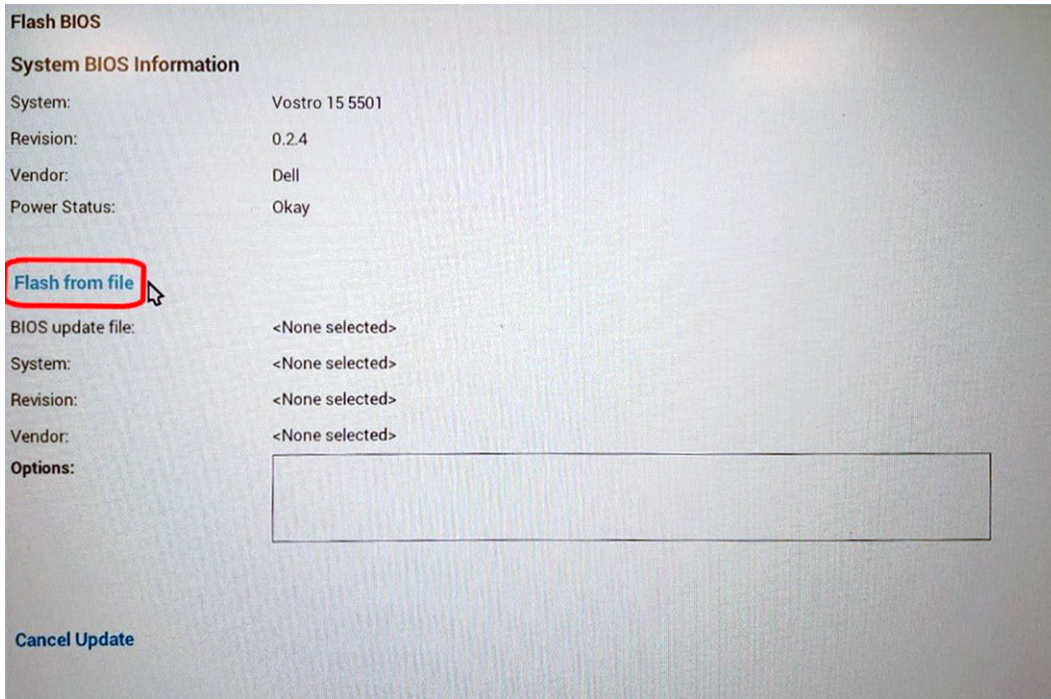 Flash BIOS
System BIOS Information
System: Vostro 15 5501
Revision: 0.2.4
Vendor: Dell
Power Status: Okay
Flash from file
BIOS update file: <None selected>
System: <None selected>
Revision: <None selected>
Vendor: <None selected>
Options:
Cancel Update